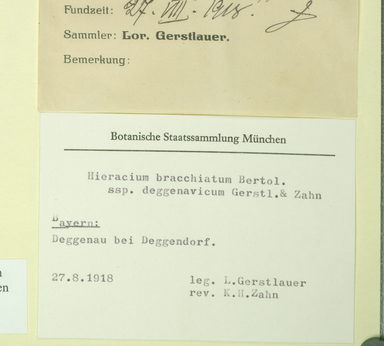 Fundzeit: 27. VIII. 1918.
Sammler: Lor. Gerstlauer.
Bemerkung:
Botanische Staatssammlung München
Hieracium bracchiatum Bertol.
ssp. deggenavicum Gerstl.& Zahn
Bayern:
Deggenau bei Deggendorf.
27.8.1918 leg. L.Gerstlauer
rev. K.H.Zahn
n
en